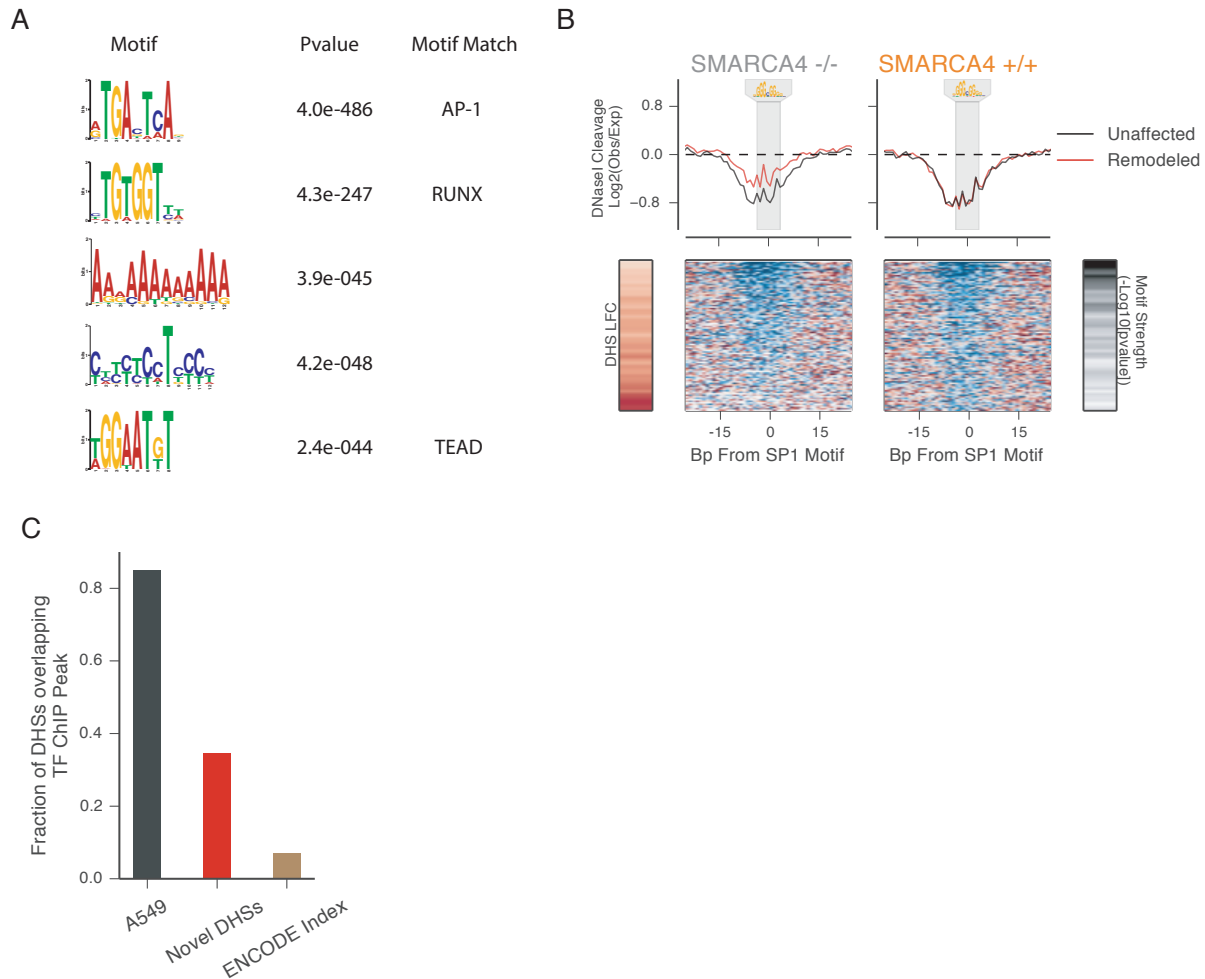 A
Motif
Pvalue
Motif Match
4.0e-486
AP-1
4.3e-247
RUNX
3.9e-045
4.2e-048
2.4e-044
TEAD
B
SMARCA4 -/-
SMARCA4 +/+
DNaseI Cleavage
Log2(Obs/Exp)
0.8
0.0
−0.8
Unaffected
Remodeled
DHS LFC
Motif Strength
(-Log10[pvalue])
-15
0
15
-15
0
15
Bp From SP1 Motif
Bp From SP1 Motif
C
Fraction of DHSs overlapping
TF ChIP Peak
0.8
0.6
0.4
0.2
0.0
A549
Novel DHSs
ENCODE Index